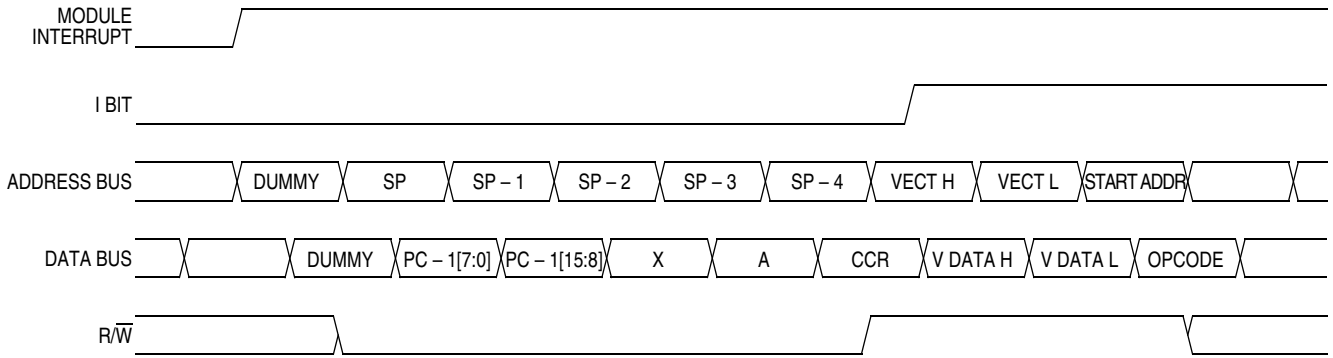 MODULE
INTERRUPT
I BIT
ADDRESS BUS DUMMY SP SP – 1 SP – 2 SP – 3 SP – 4 VECT H VECT L START ADDR
DATA BUS DUMMY PC – 1[7:0] PC – 1[15:8] X A CCR V DATA H V DATA L OPCODE
R/W̅